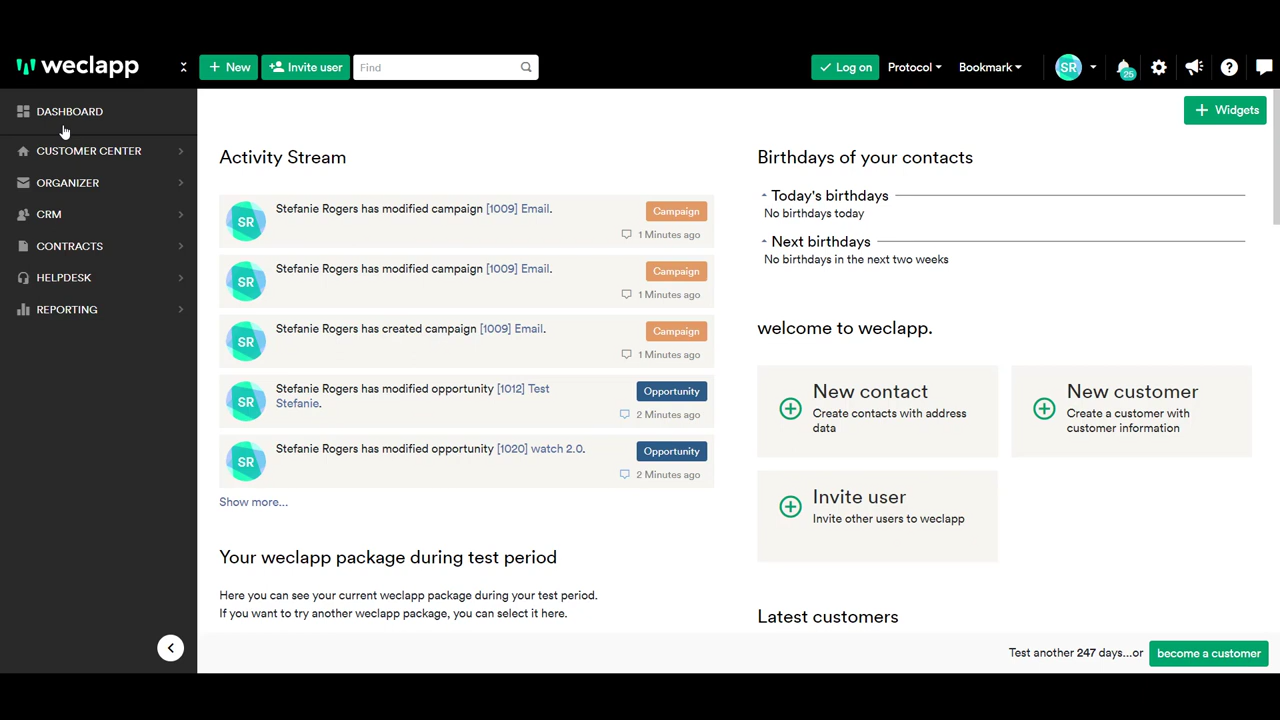 weclapp
New
Invite user
Find
Log on
Protocol
Bookmark
SR
25
DASHBOARD
CUSTOMER CENTER
ORGANIZER
CRM
CONTRACTS
HELPDESK
REPORTING
Widgets
Activity Stream
SR
Stefanie Rogers has modified campaign [1009] Email.
Campaign
1 Minutes ago
SR
Stefanie Rogers has modified campaign [1009] Email.
Campaign
1 Minutes ago
SR
Stefanie Rogers has created campaign [1009] Email.
Campaign
1 Minutes ago
SR
Stefanie Rogers has modified opportunity [1012] Test
Stefanie.
Opportunity
2 Minutes ago
SR
Stefanie Rogers has modified opportunity [1020] watch 2.0.
Opportunity
2 Minutes ago
Show more...
Your weclapp package during test period
Here you can see your current weclapp package during your test period.
If you want to try another weclapp package, you can select it here.
Birthdays of your contacts
Today's birthdays
No birthdays today
Next birthdays
No birthdays in the next two weeks
welcome to weclapp.
New contact
Create contacts with address
data
New customer
Create a customer with
customer information
Invite user
Invite other users to weclapp
Latest customers
Test another 247 days...or
become a customer